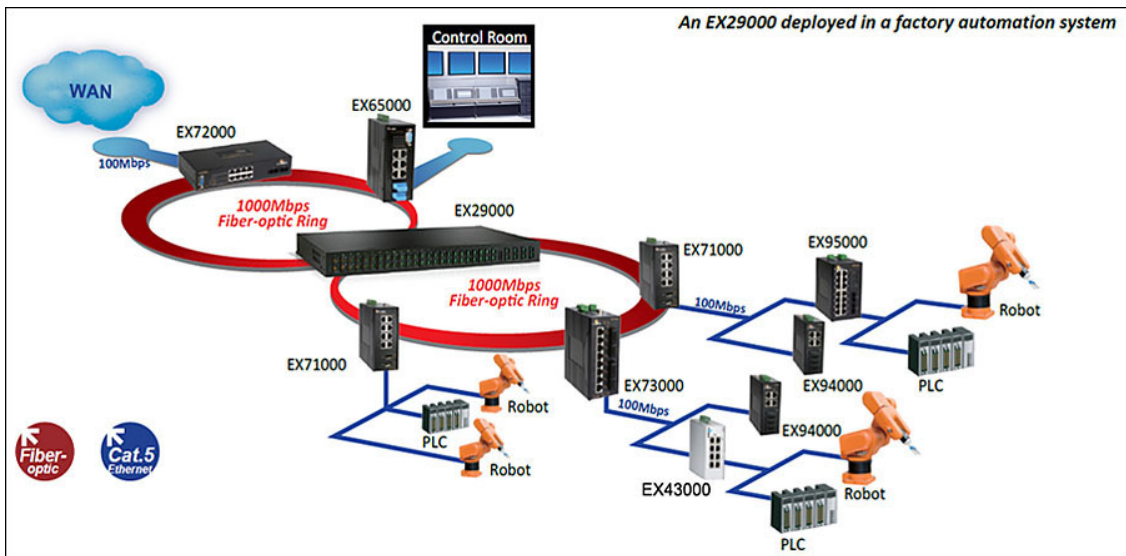 An EX29000 deployed in a factory automation system
Control Room
WAN
EX65000
EX72000
100Mbps
1000Mbps
Fiber-optic Ring
EX29000
EX71000
EX95000
1000Mbps
Fiber-optic Ring
100Mbps
Robot
EX71000
EX73000
EX94000
PLC
100Mbps
Robot
PLC
EX94000
Robot
Fiber-
optic
Cat.5
Ethernet
EX43000
Robot
PLC